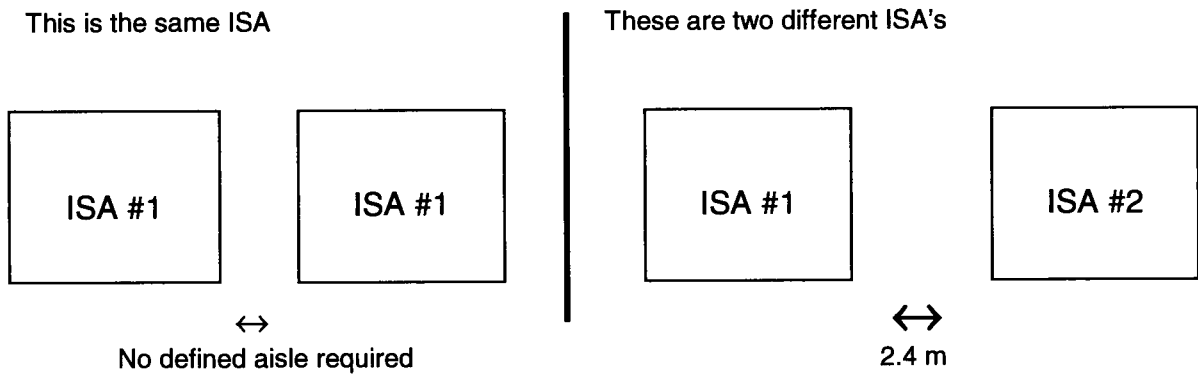 This is the same ISA
ISA #1
ISA #1
No defined aisle required
These are two different ISA's
ISA #1
ISA #2
2.4 m